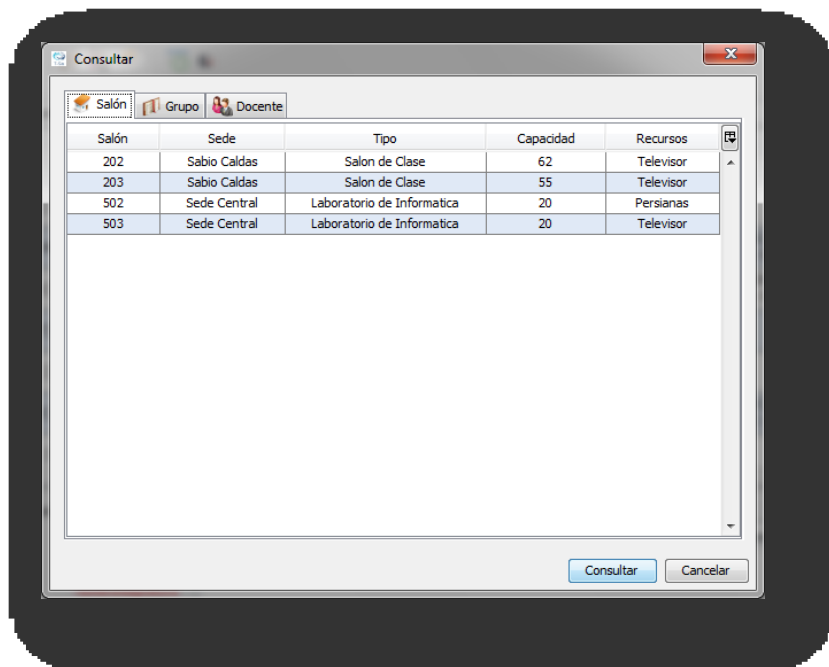 Consultar
Salón Grupo Docente
Salón Sede Tipo Capacidad Recursos
202 Sabio Caldas Salon de Clase 62 Televisor
203 Sabio Caldas Salon de Clase 55 Televisor
502 Sede Central Laboratorio de Informatica 20 Persianas
503 Sede Central Laboratorio de Informatica 20 Televisor
Consultar Cancelar